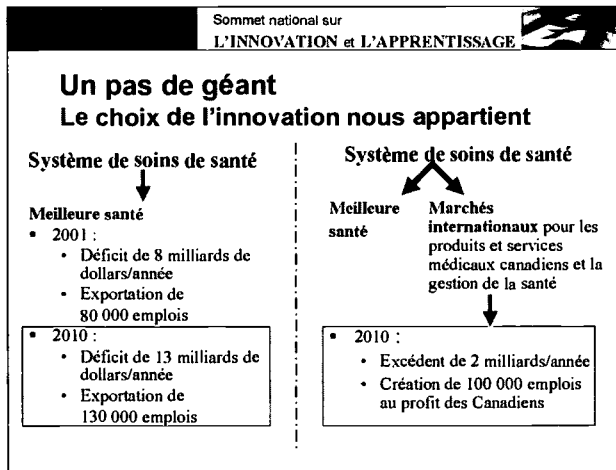 Sommet national sur
L'INNOVATION et L'APPRENTISSAGE
Un pas de géant
Le choix de l'innovation nous appartient
Système de soins de santé
Meilleure santé
▪ 2001 :
• Déficit de 8 milliards de
dollars/année
• Exportation de
80 000 emplois
▪ 2010 :
• Déficit de 13 milliards de
dollars/année
• Exportation de
130 000 emplois
Système de soins de santé
Meilleure
santé
Marchés
internationaux pour les
produits et services
médicaux canadiens et la
gestion de la santé
▪ 2010 :
• Excédent de 2 milliards/année
• Création de 100 000 emplois
au profit des Canadiens